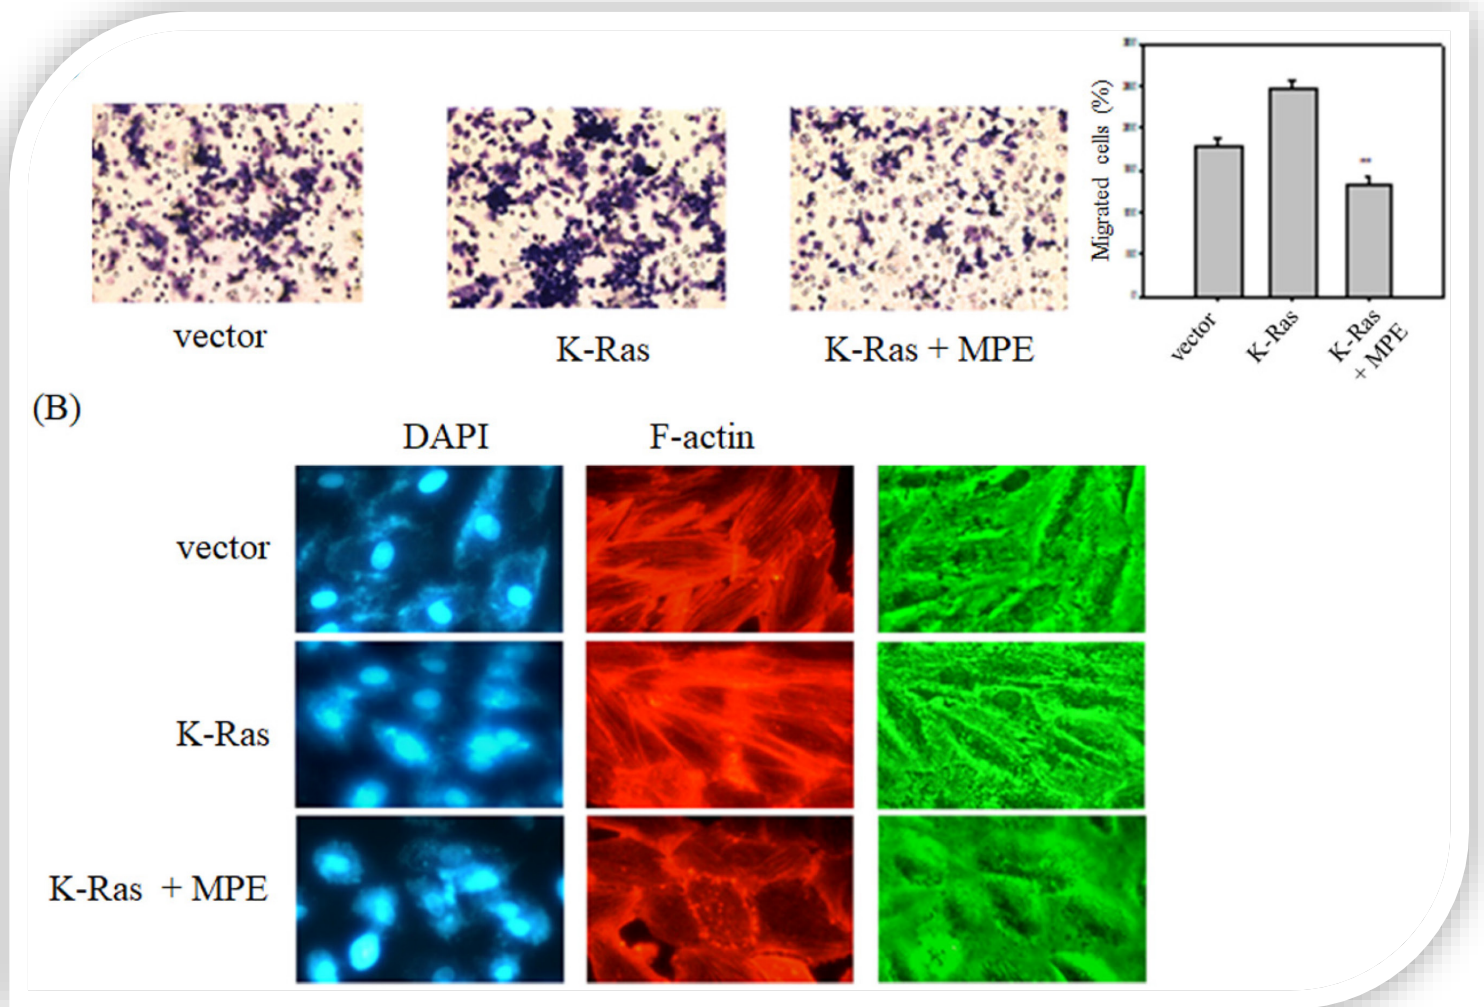 Migrated cells (%)
**
vector
K-Ras
K-Ras
+ MPE
vector
K-Ras
K-Ras + MPE
(B)
DAPI
F-actin
vector
K-Ras
K-Ras + MPE